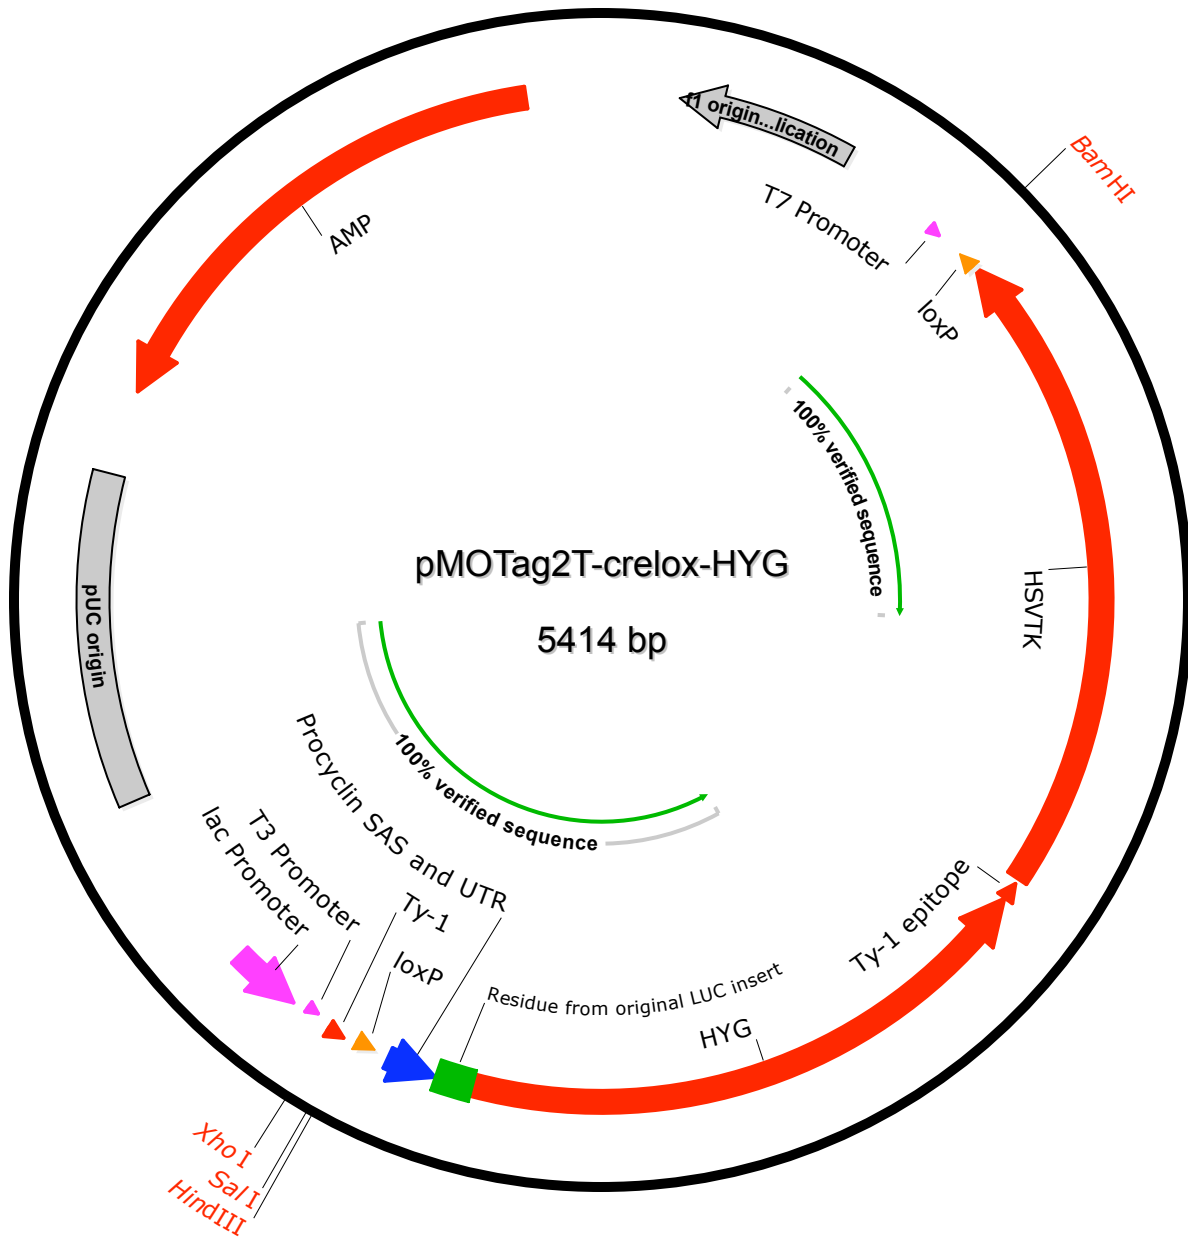 f1 origin...lication
BamHI
T7 Promoter
AMP
loxP
100% verified sequence
pMOTag2T-crelox-HYG
5414 bp
HSVTK
pUC origin
100% verified sequence
Procyclin SAS and UTR
T3 Promoter
lac Promoter
Ty-1
loxP
Ty-1 epitope
Residue from original LUC insert
HYG
XhoI
SalI
HindIII